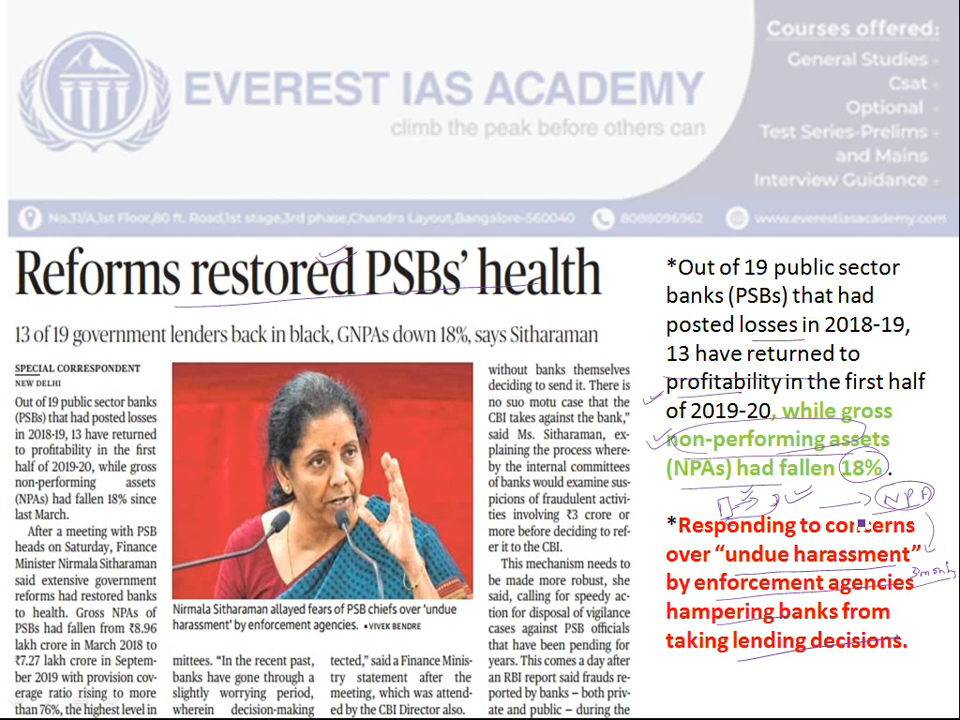 Courses offered:
General Studies
Csat
Optional
Test Series-Prelims
and Mains
Interview Guidance
EVEREST IAS ACADEMY
climb the peak before others can
No.31/A,1st Floor,80 ft. Road,1st stage,3rd phase,Chandra Layout,Bangalore-560040
8088096962
www.everestiasacademy.com
Reforms restored PSBs' health
13 of 19 government lenders back in black, GNPAs down 18%, says Sitharaman
SPECIAL CORRESPONDENT
NEW DELHI
Out of 19 public sector banks
(PSBs) that had posted losses
in 2018-19, 13 have returned
to profitability in the first
half of 2019-20, while gross
non-performing assets
(NPAs) had fallen 18% since
last March.
After a meeting with PSB
heads on Saturday, Finance
Minister Nirmala Sitharaman
said extensive government
reforms had restored banks
to health. Gross NPAs of
PSBs had fallen from ₹8.96
lakh crore in March 2018 to
₹7.27 lakh crore in Septem-
ber 2019 with provision cov-
erage ratio rising to more
than 76%, the highest level in
Nirmala Sitharaman allayed fears of PSB chiefs over 'undue
harassment' by enforcement agencies. •VIVEK BENDRE
mittees. "In the recent past,
banks have gone through a
slightly worrying period,
wherein decision-making
tected," said a Finance Minis-
try statement after the
meeting, which was attend-
ed by the CBI Director also.
without banks themselves
deciding to send it. There is
no suo motu case that the
CBI takes against the bank,"
said Ms. Sitharaman, ex-
plaining the process where-
by the internal committees
of banks would examine sus-
picions of fraudulent activi-
ties involving ₹3 crore or
more before deciding to ref-
er it to the CBI.
This mechanism needs to
be made more robust, she
said, calling for speedy ac-
tion for disposal of vigilance
cases against PSB officials
that have been pending for
years. This comes a day after
an RBI report said frauds re-
ported by banks – both priv-
ate and public – during the
*Out of 19 public sector
banks (PSBs) that had
posted losses in 2018-19,
13 have returned to
profitability in the first half
of 2019-20, while gross
non-performing assets
(NPAs) had fallen 18% .
NPA
*Responding to concerns
over "undue harassment"
3 month
by enforcement agencies
hampering banks from
taking lending decisions.